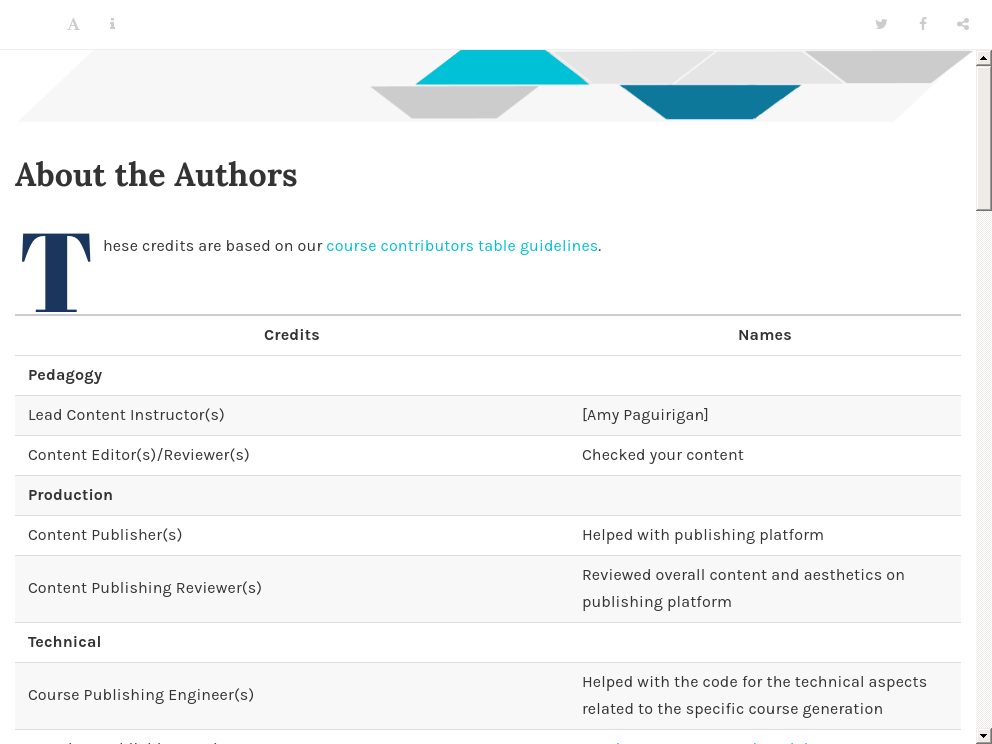 A i
About the Authors
These credits are based on our course contributors table guidelines.
Credits Names
Pedagogy
Lead Content Instructor(s) [Amy Paguirigan]
Content Editor(s)/Reviewer(s) Checked your content
Production
Content Publisher(s) Helped with publishing platform
Content Publishing Reviewer(s) Reviewed overall content and aesthetics on
publishing platform
Technical
Course Publishing Engineer(s) Helped with the code for the technical aspects
related to the specific course generation